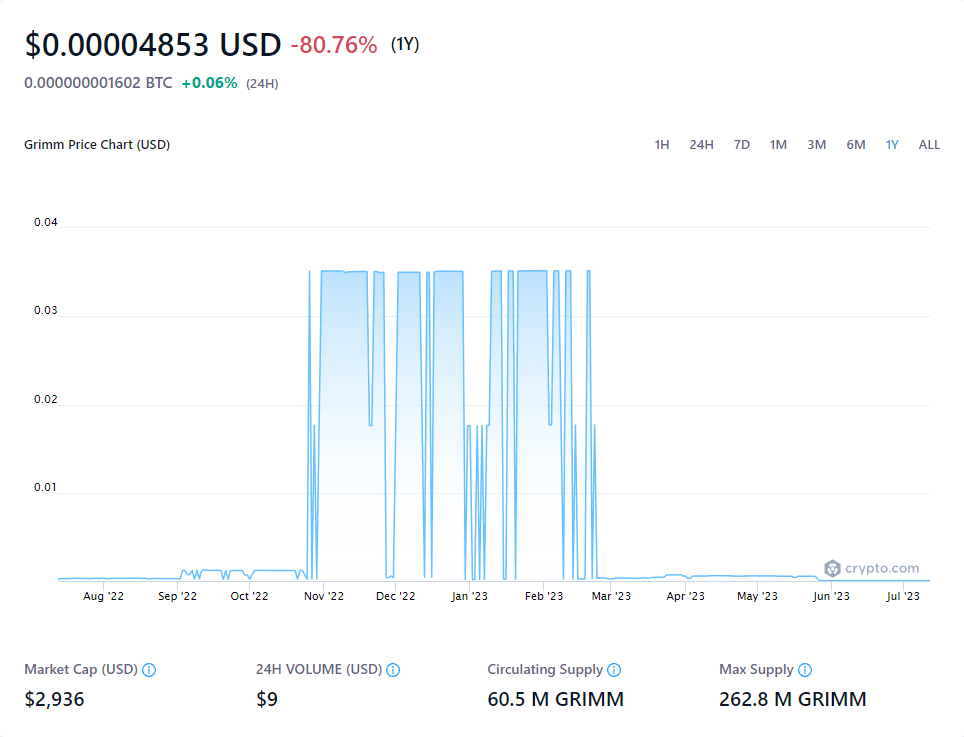 $0.00004853 USD -80.76% (1Y)
0.000000001602 BTC +0.06% (24H)
Grimm Price Chart (USD) 1H 24H 7D 1M 3M 6M 1Y ALL
0.04
0.03
0.02
0.01
crypto.com
Aug '22 Sep '22 Oct '22 Nov '22 Dec '22 Jan '23 Feb '23 Mar '23 Apr '23 May '23 Jun '23 Jul '23
Market Cap (USD) 24H VOLUME (USD) Circulating Supply Max Supply
$2,936 $9 60.5 M GRIMM 262.8 M GRIMM